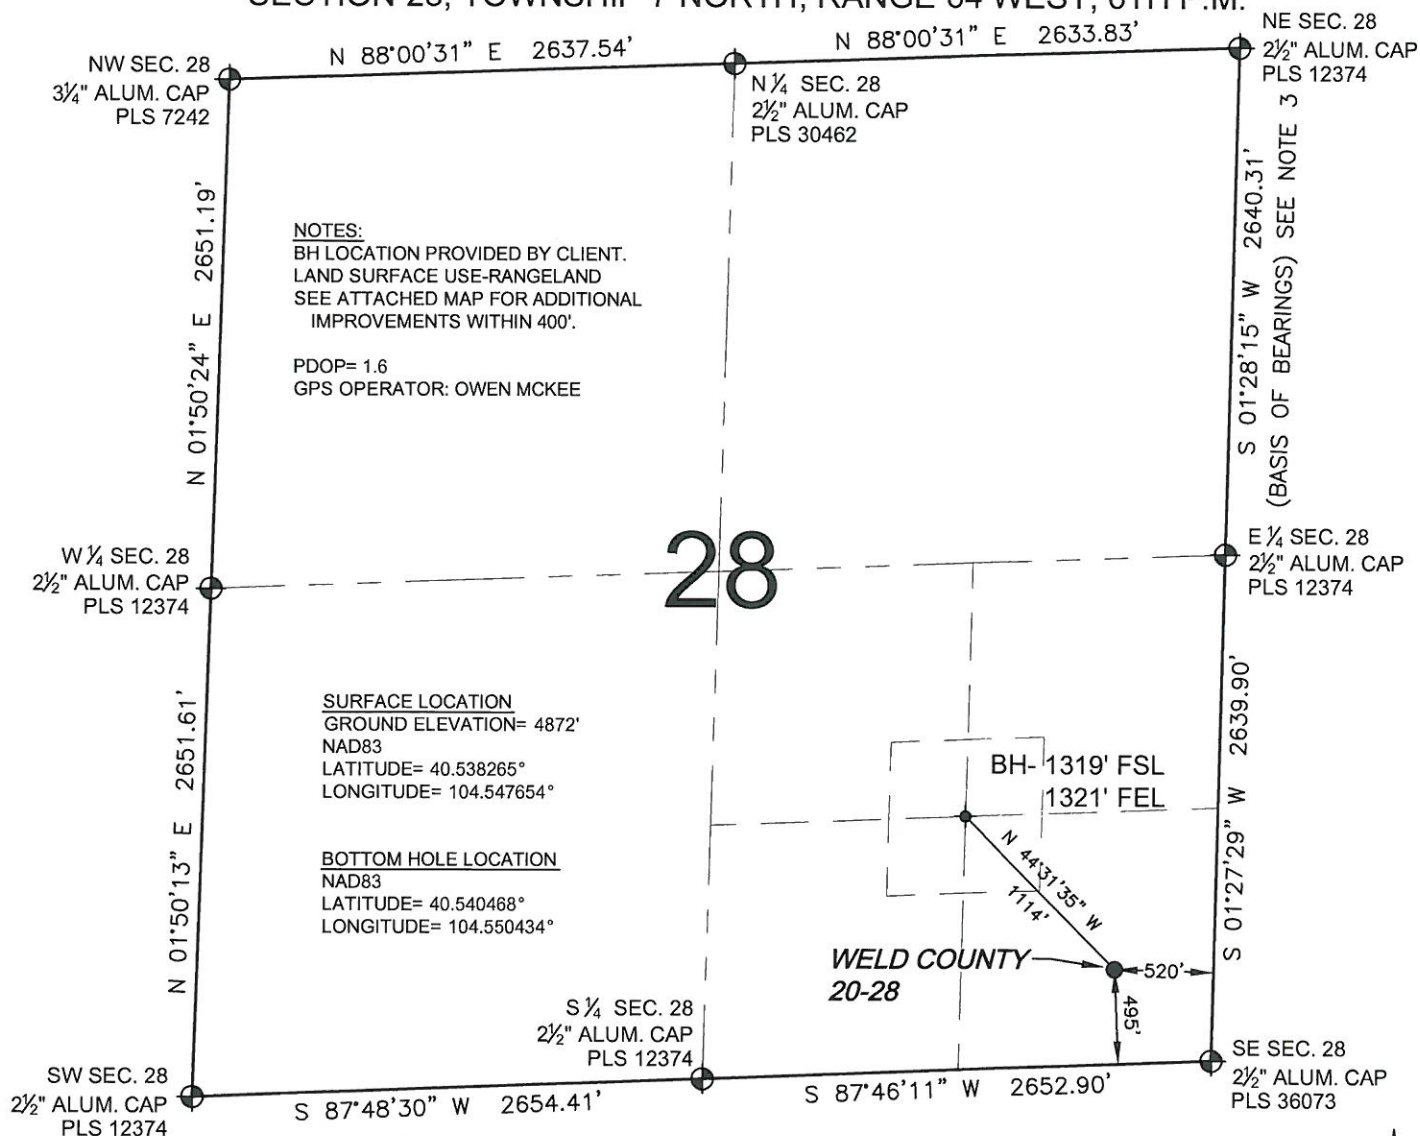 SECTION 28, TOWNSHIP 7 NORTH, RANGE 64 WEST, 6TH P.M.
NW SEC. 28
3¼" ALUM. CAP
PLS 7242
N 88°00'31" E 2637.54'
N ¼ SEC. 28
2½" ALUM. CAP
PLS 30462
N 88°00'31" E 2633.83'
NE SEC. 28
2½" ALUM. CAP
PLS 12374
N 01°50'24" E 2651.19'
NOTES:
BH LOCATION PROVIDED BY CLIENT.
LAND SURFACE USE-RANGELAND
SEE ATTACHED MAP FOR ADDITIONAL
IMPROVEMENTS WITHIN 400'.
PDOP= 1.6
GPS OPERATOR: OWEN MCKEE
S 01°28'15" W 2640.31'
(BASIS OF BEARINGS) SEE NOTE 3
W ¼ SEC. 28
2½" ALUM. CAP
PLS 12374
28
E ¼ SEC. 28
2½" ALUM. CAP
PLS 12374
N 01°50'13" E 2651.61'
SURFACE LOCATION
GROUND ELEVATION= 4872'
NAD83
LATITUDE= 40.538265°
LONGITUDE= 104.547654°
BOTTOM HOLE LOCATION
NAD83
LATITUDE= 40.540468°
LONGITUDE= 104.550434°
BH- 1319' FSL
1321' FEL
N 44°31'35" W
1114'
S 01°27'29" W 2639.90'
WELD COUNTY
20-28
520'
495'
SW SEC. 28
2½" ALUM. CAP
PLS 12374
S 87°48'30" W 2654.41'
S ¼ SEC. 28
2½" ALUM. CAP
PLS 12374
S 87°46'11" W 2652.90'
SE SEC. 28
2½" ALUM. CAP
PLS 36073